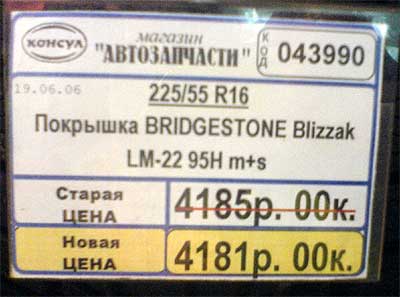 КОНСУЛ
магазин
"АВТОЗАПЧАСТИ"
КОД
043990
19.06.06
225/55 R16
Покрышка BRIDGESTONE Blizzak
LM-22 95H m+s
Старая
ЦЕНА
4185р. 00к.
Новая
ЦЕНА
4181р. 00к.